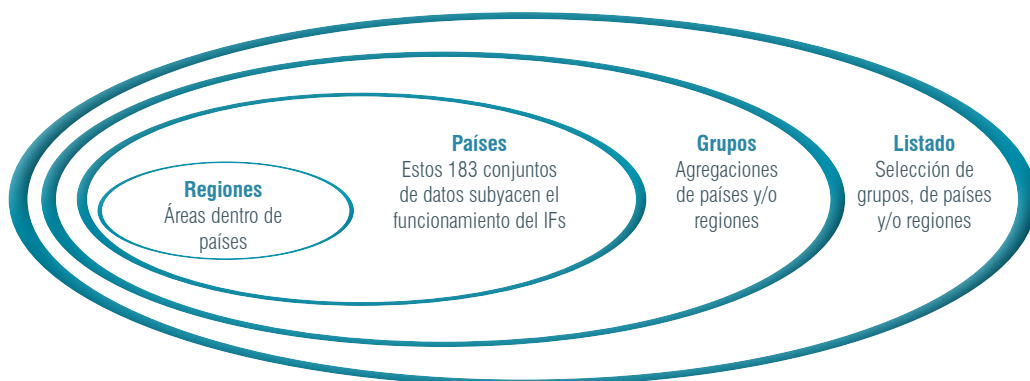 Regiones
Áreas dentro de
países
Países
Estos 183 conjuntos
de datos subyacen el
funcionamiento del IFs
Grupos
Agregaciones
de países y/o
regiones
Listado
Selección de
grupos, de países
y/o regiones